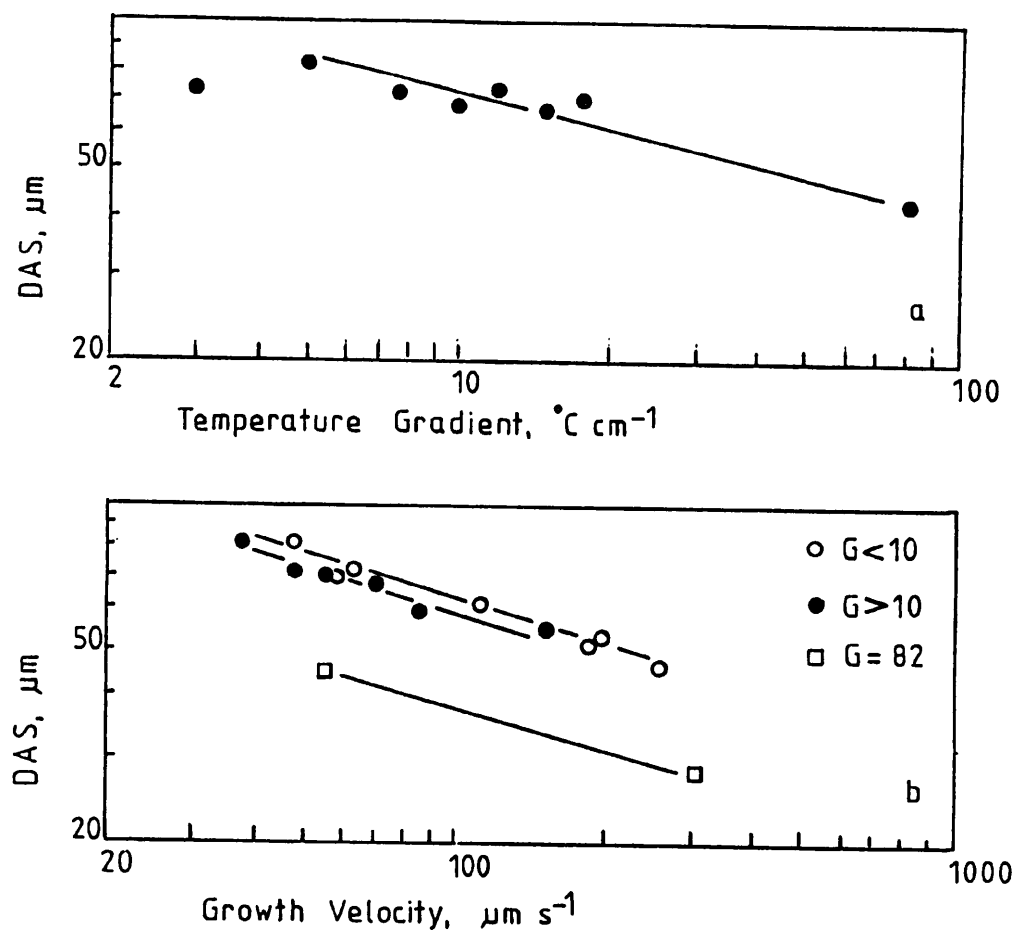 DAS, µm
50
20
a
2
10
100
Temperature Gradient, °C cm⁻¹
DAS, µm
50
20
G<10
G>10
G=82
b
20
100
1000
Growth Velocity, µm s⁻¹